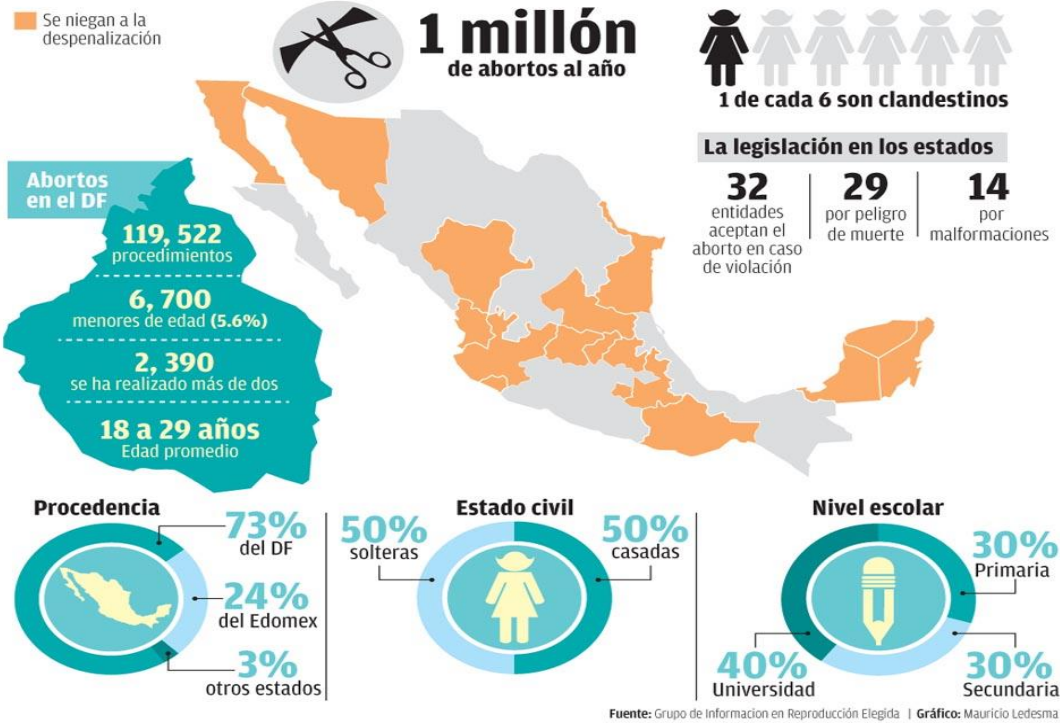 Se niegan a la
despenalización
1 millón
de abortos al año
1 de cada 6 son clandestinos
La legislación en los estados
32
entidades
aceptan el
aborto en caso
de violación
29
por peligro
de muerte
14
por
malformaciones
Abortos
en el DF
119, 522
procedimientos
6, 700
menores de edad (5.6%)
2, 390
se ha realizado más de dos
18 a 29 años
Edad promedio
Procedencia
73%
del DF
24%
del Edomex
3%
otros estados
Estado civil
50%
solteras
50%
casadas
Nivel escolar
30%
Primaria
40%
Universidad
30%
Secundaria
Fuente: Grupo de Informacion en Reproducción Elegida | Gráfico: Mauricio Ledesma